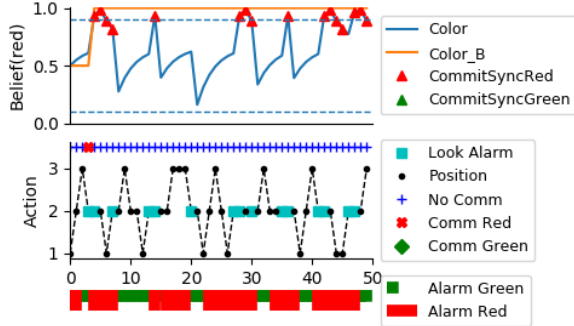 1.0
0.5
0.0
Belief(red)
Color
Color_B
CommitSyncRed
CommitSyncGreen
3
2
1
Action
0 10 20 30 40 50
Look Alarm
Position
No Comm
Comm Red
Comm Green
Alarm Green
Alarm Red